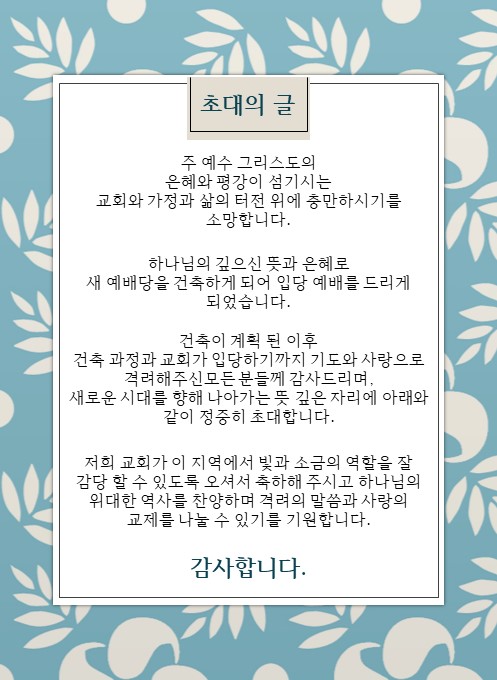 초대의 글
주 예수 그리스도의
은혜와 평강이 섬기시는
교회와 가정과 삶의 터전 위에 충만하시기를
소망합니다.
하나님의 깊으신 뜻과 은혜로
새 예배당을 건축하게 되어 입당 예배를 드리게
되었습니다.
건축이 계획 된 이후
건축 과정과 교회가 입당하기까지 기도와 사랑으로
격려해주신모든 분들께 감사드리며,
새로운 시대를 향해 나아가는 뜻 깊은 자리에 아래와
같이 정중히 초대합니다.
저희 교회가 이 지역에서 빛과 소금의 역할을 잘
감당 할 수 있도록 오셔서 축하해 주시고 하나님의
위대한 역사를 찬양하며 격려의 말씀과 사랑의
교제를 나눌 수 있기를 기원합니다.
감사합니다.